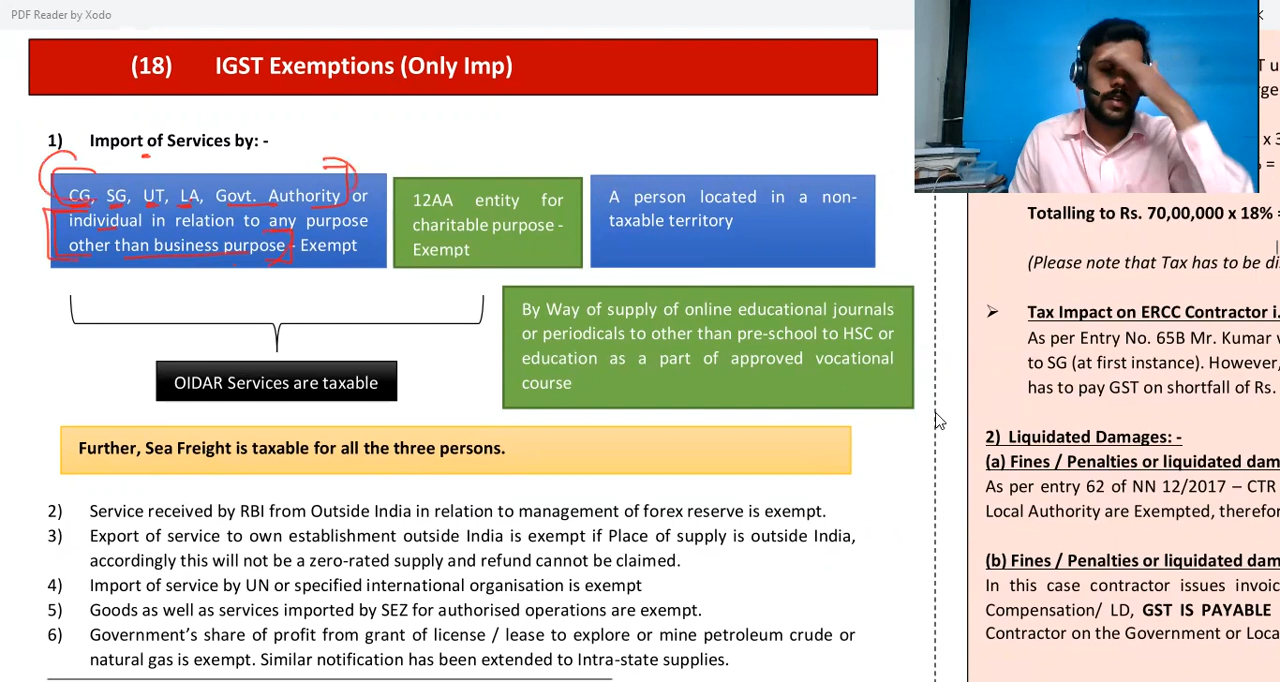 PDF Reader by Xodo
(18) IGST Exemptions (Only Imp)
1) Import of Services by: -
CG, SG, UT, LA, Govt. Authority or
individual in relation to any purpose
other than business purpose - Exempt
12AA entity for
charitable purpose -
Exempt
A person located in a non-
taxable territory
OIDAR Services are taxable
By Way of supply of online educational journals
or periodicals to other than pre-school to HSC or
education as a part of approved vocational
course
Further, Sea Freight is taxable for all the three persons.
2) Service received by RBI from Outside India in relation to management of forex reserve is exempt.
3) Export of service to own establishment outside India is exempt if Place of supply is outside India,
accordingly this will not be a zero-rated supply and refund cannot be claimed.
4) Import of service by UN or specified international organisation is exempt
5) Goods as well as services imported by SEZ for authorised operations are exempt.
6) Government's share of profit from grant of license / lease to explore or mine petroleum crude or
natural gas is exempt. Similar notification has been extended to Intra-state supplies.
Totalling to Rs. 70,00,000 x 18%
(Please note that Tax has to be
Tax Impact on ERCC Contractor
As per Entry No. 65B Mr. Kumar
to SG (at first instance). However,
has to pay GST on shortfall of Rs.
2) Liquidated Damages: -
(a) Fines / Penalties or liquidated
As per entry 62 of NN 12/2017 – CTR
Local Authority are Exempted,
(b) Fines / Penalties or liquidated
In this case contractor issues
Compensation/ LD, GST IS PAYABLE
Contractor on the Government or